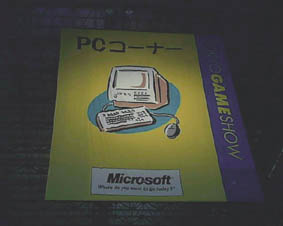 PCコーナー
GAMESHOW
Microsoft
Where do you want to go today?